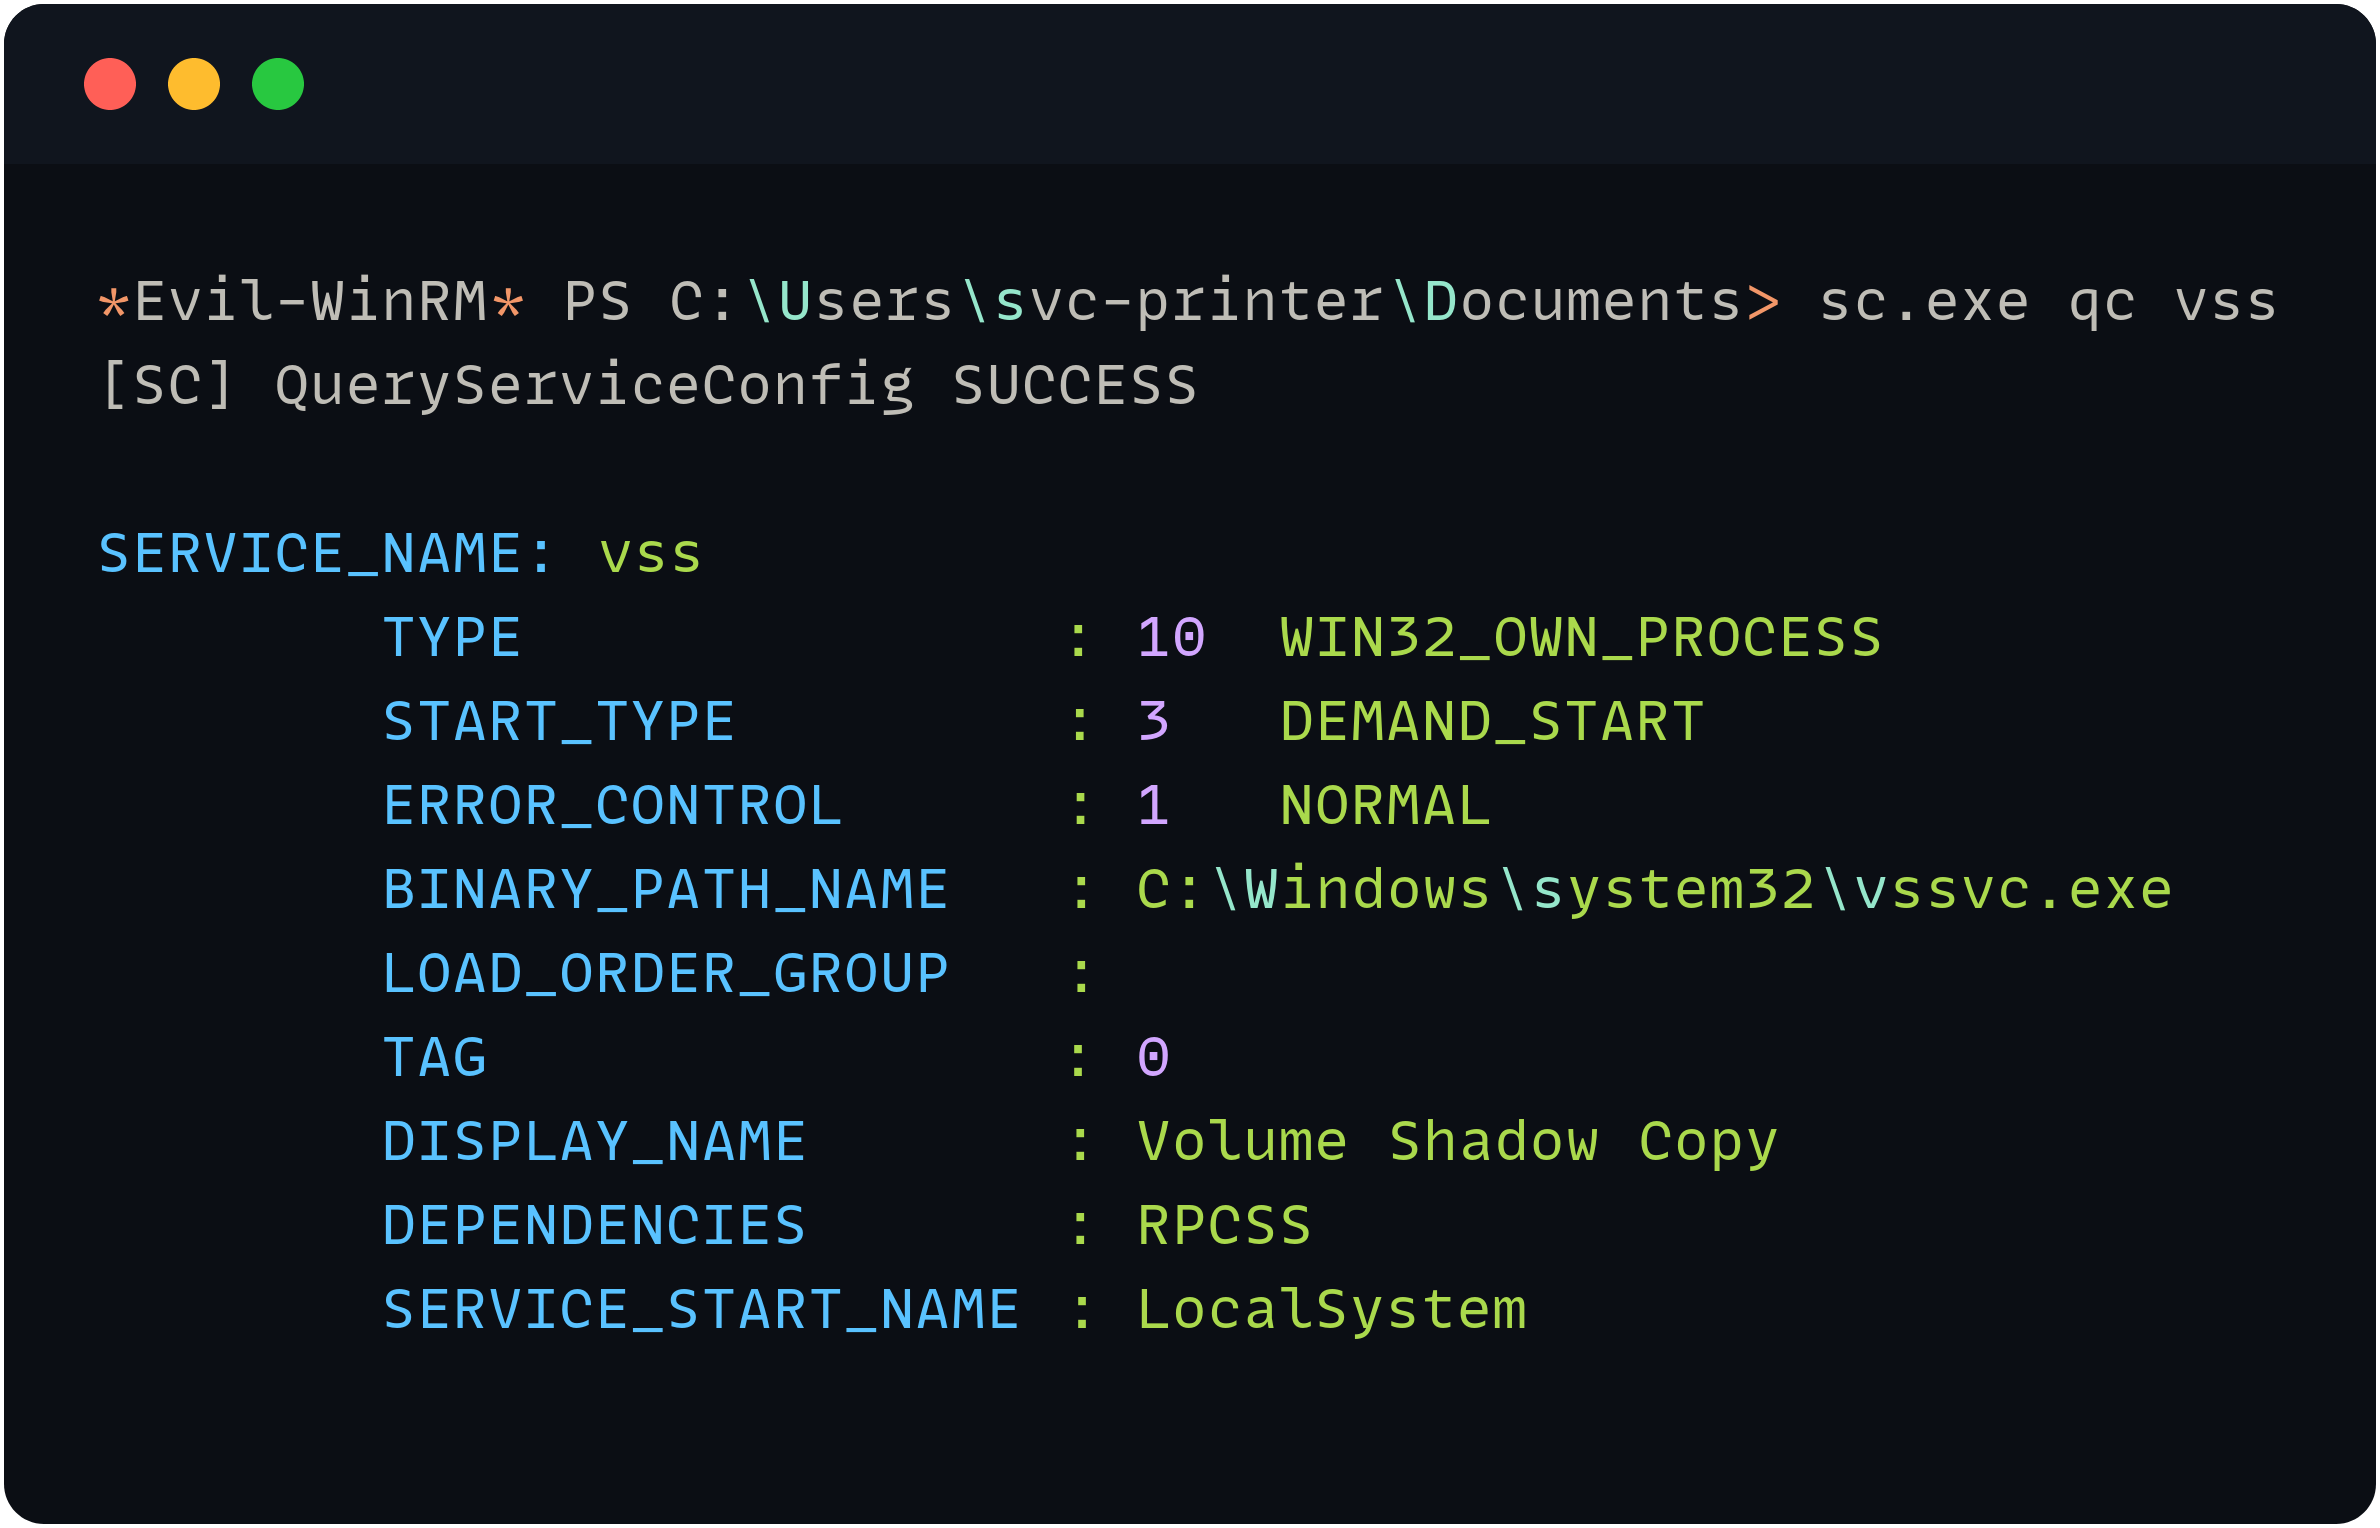 *Evil-WinRM* PS C:\Users\svc-printer\Documents> sc.exe qc vss
[SC] QueryServiceConfig SUCCESS

SERVICE_NAME: vss
        TYPE               : 10  WIN32_OWN_PROCESS
        START_TYPE         : 3   DEMAND_START
        ERROR_CONTROL      : 1   NORMAL
        BINARY_PATH_NAME   : C:\Windows\system32\vssvc.exe
        LOAD_ORDER_GROUP   :
        TAG                : 0
        DISPLAY_NAME       : Volume Shadow Copy
        DEPENDENCIES       : RPCSS
        SERVICE_START_NAME : LocalSystem